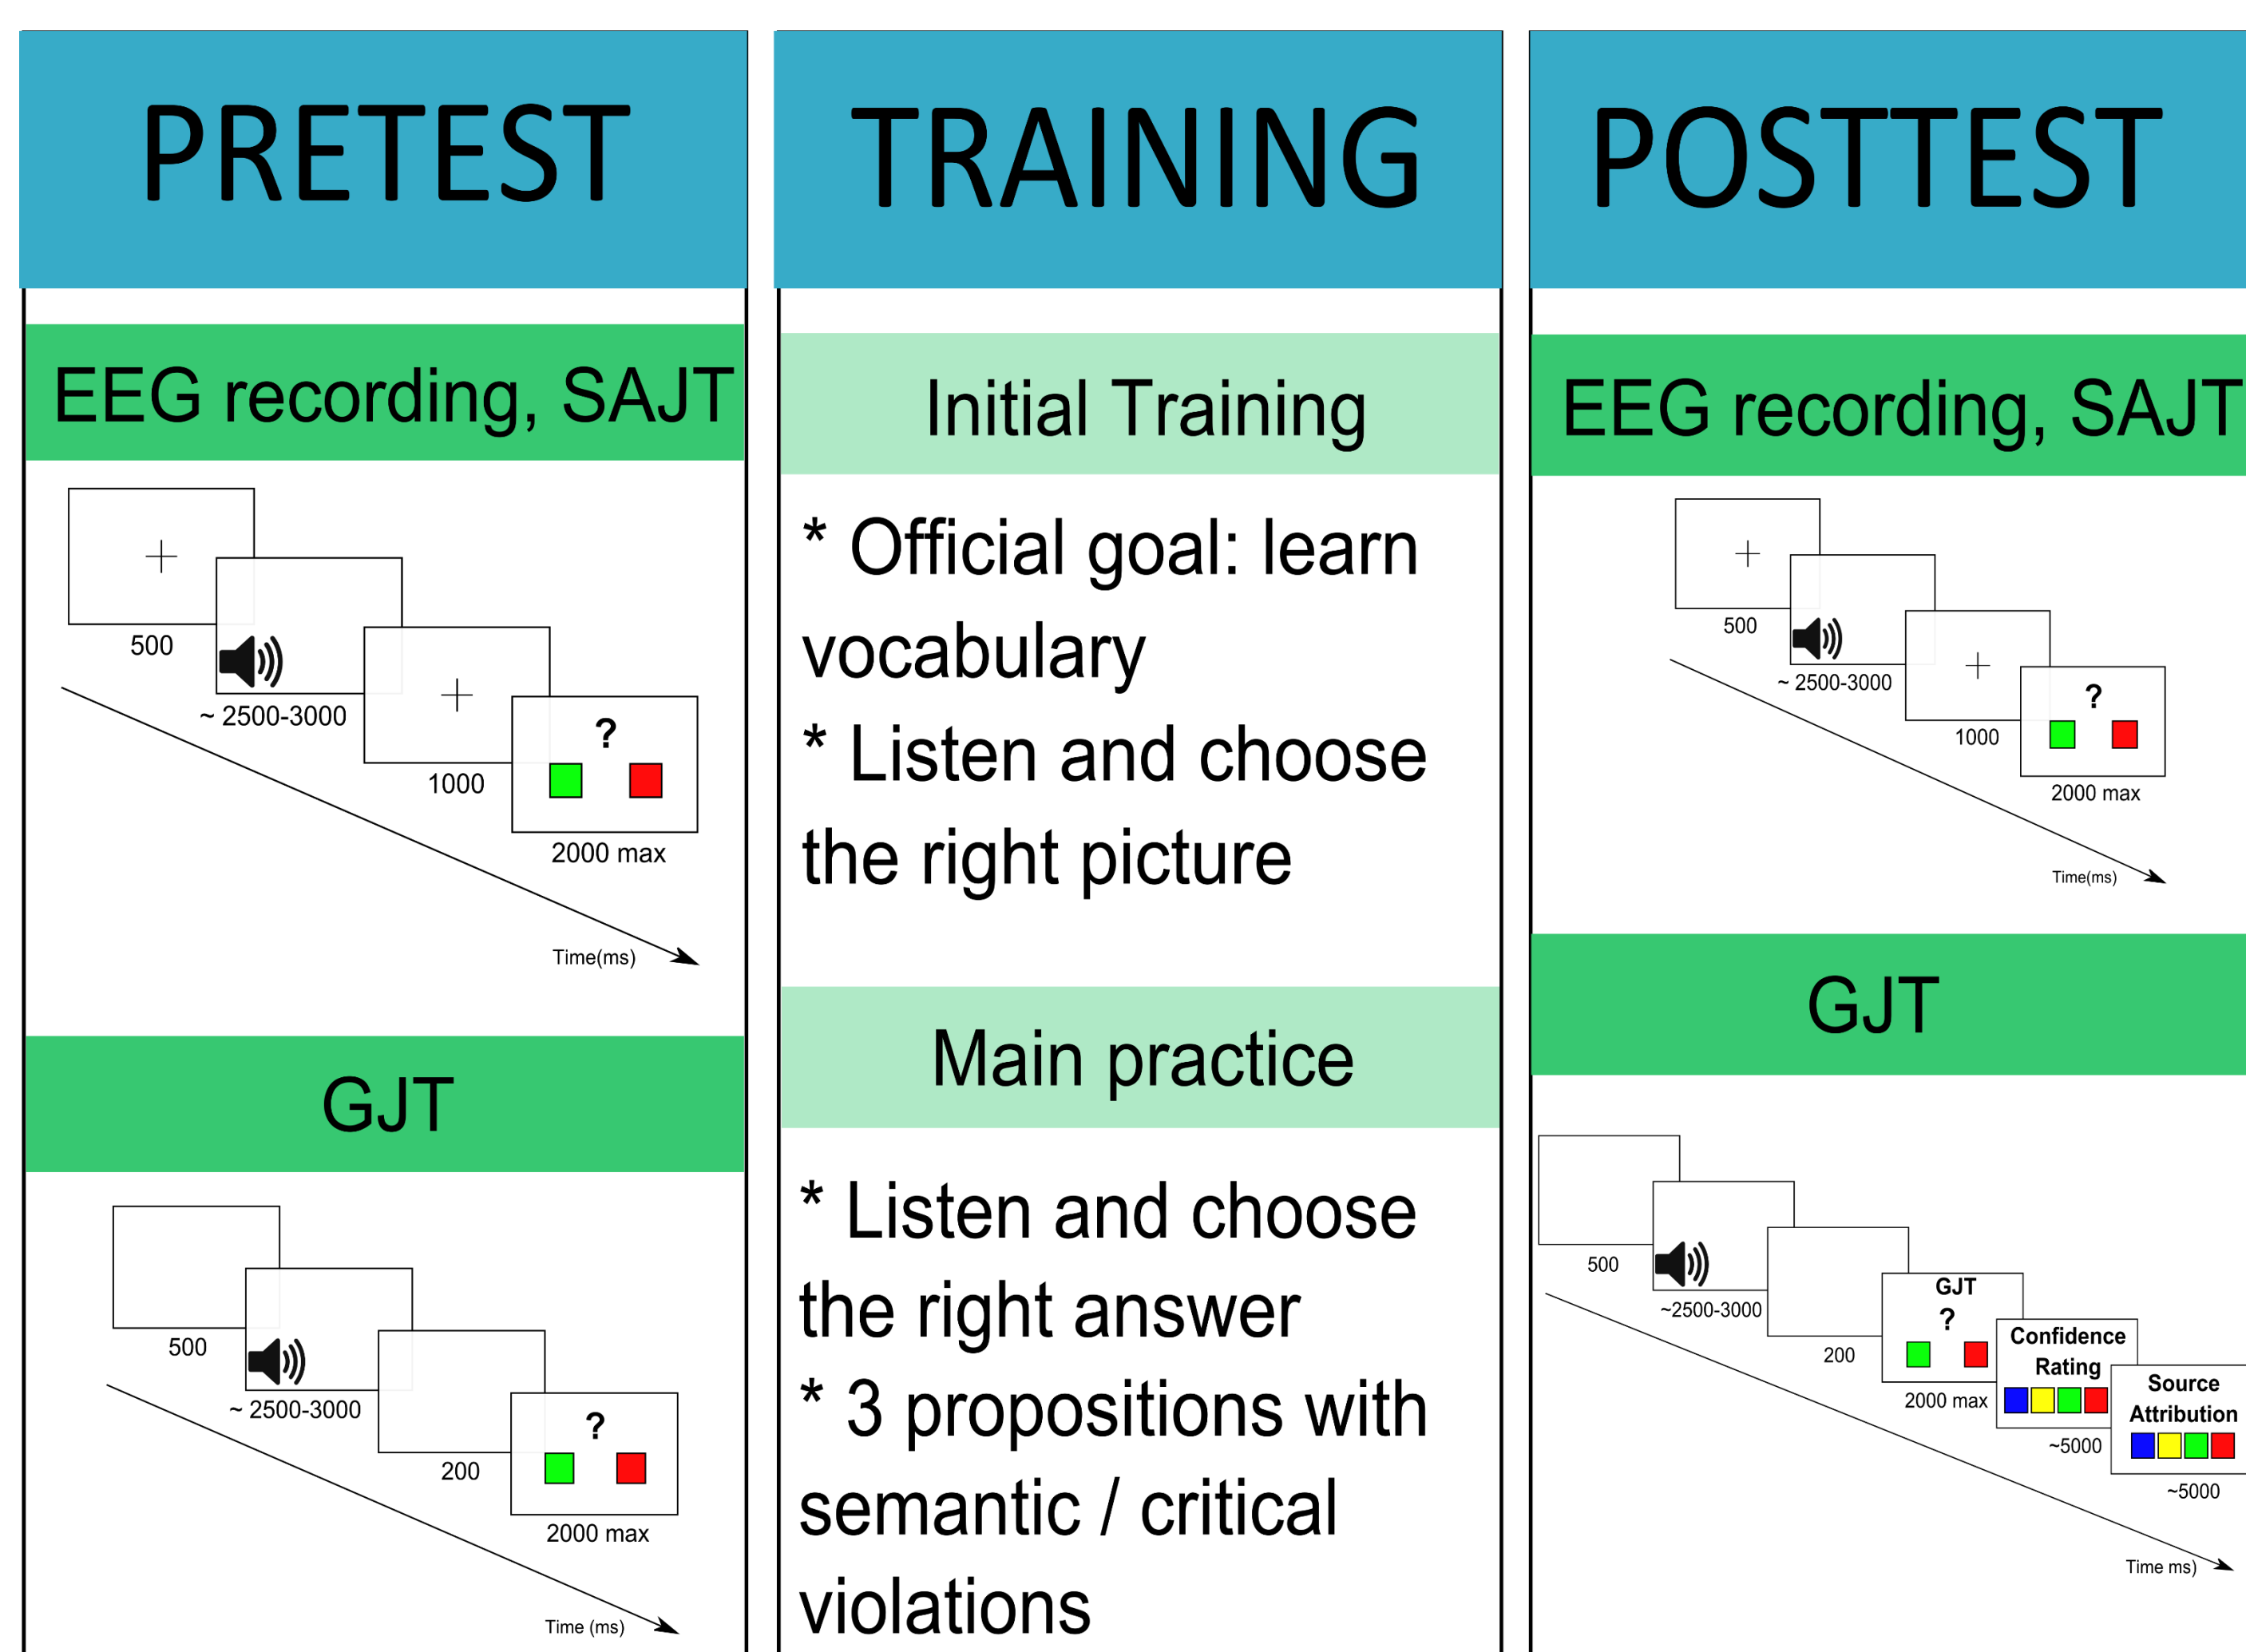 PRETEST
EEG recording, SAJT
500
~ 2500-3000
1000
?
2000 max
Time(ms)
GJT
500
~ 2500-3000
200
?
2000 max
Time (ms)
TRAINING
Initial Training
* Official goal: learn
vocabulary
* Listen and choose
the right picture
Main practice
* Listen and choose
the right answer
* 3 propositions with
semantic / critical
violations
POSTTEST
EEG recording, SAJT
500
~ 2500-3000
1000
?
2000 max
Time(ms)
GJT
500
~2500-3000
200
GJT
?
2000 max
Confidence
Rating
~5000
Source
Attribution
~5000
Time ms)